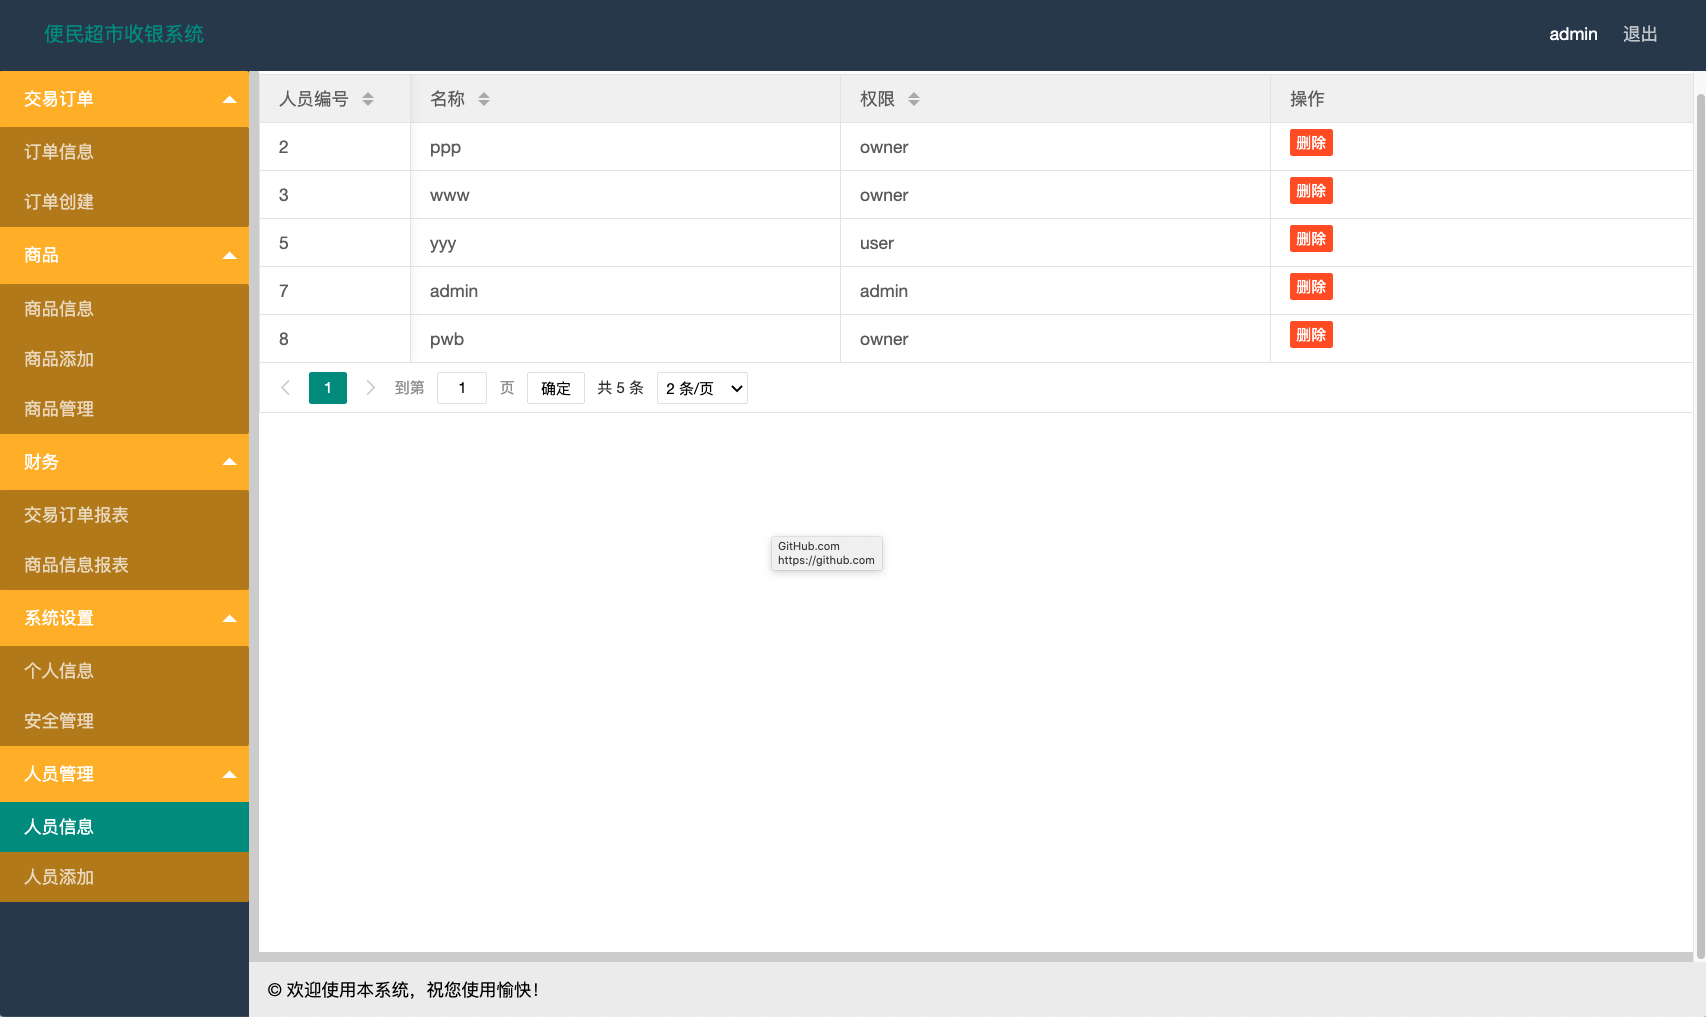 便民超市收银系统
admin 退出
交易订单
订单信息
订单创建
商品
商品信息
商品添加
商品管理
财务
交易订单报表
商品信息报表
系统设置
个人信息
安全管理
人员管理
人员信息
人员添加
人员编号 名称 权限 操作
2 ppp owner 删除
3 www owner 删除
5 yyy user 删除
7 admin admin 删除
8 pwb owner 删除
1 到第 1 页 确定 共 5 条 2 条/页
GitHub.com
https://github.com
© 欢迎使用本系统，祝您使用愉快！